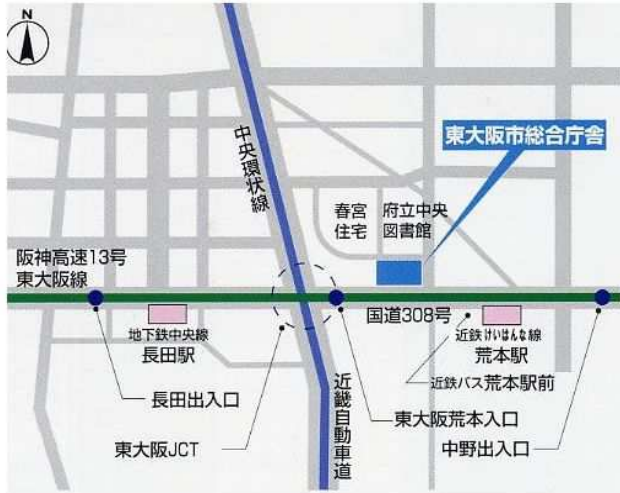 N
東大阪市総合庁舎
中央環状線
春宮
住宅
府立中央
図書館
阪神高速13号
東大阪線
国道308号
地下鉄中央線
長田駅
近鉄けいはんな線
荒本駅
近鉄バス荒本駅前
長田出入口
東大阪JCT
近畿自動車道
東大阪荒本入口
中野出入口